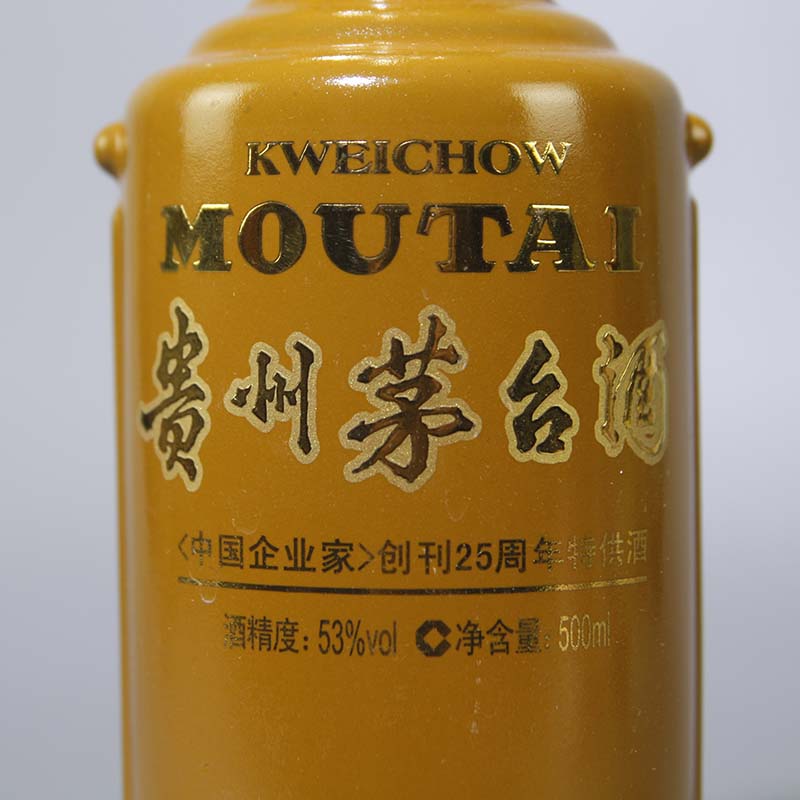 KWEICHOW
MOUTAI
貴州茅台酒
<中国企业家>创刊25周年特供酒
酒精度: 53%vol 净含量: 500ml